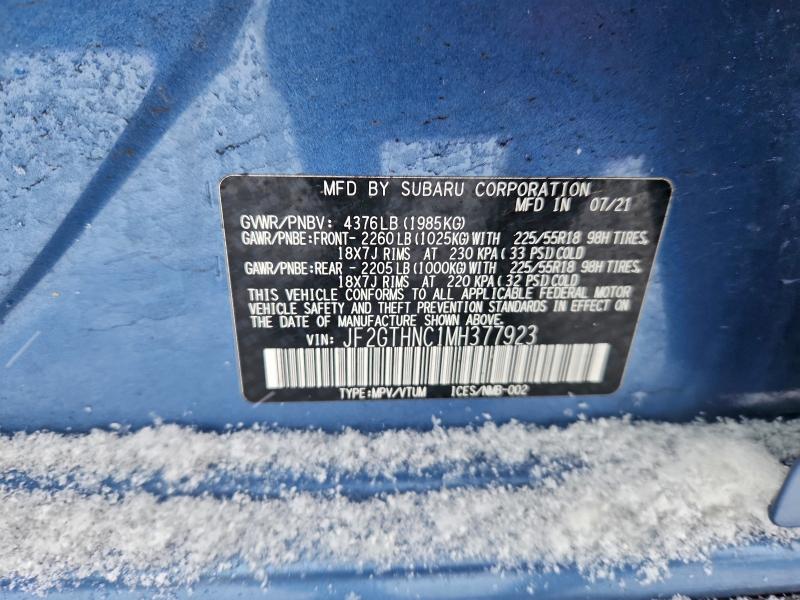 MFD BY SUBARU CORPORATION
MFD IN 07/21
GVWR/PNBV: 4376LB (1985KG)
GAWR/PNBE:FRONT- 2260LB (1025KG)WITH 225/55R18 98H TIRES,
18X7J RIMS AT 230 KPA ( 33 PSI)COLD
GAWR/PNBE:REAR - 2205LB (1000KG)WITH 225/55R18 98H TIRES,
18X7J RIMS AT 220 KPA ( 32 PSI)COLD
THIS VEHICLE CONFORMS TO ALL APPLICABLE FEDERAL MOTOR
VEHICLE SAFETY AND THEFT PREVENTION STANDARDS IN EFFECT ON
THE DATE OF MANUFACTURE SHOWN ABOVE.
VIN: JF2GTHNC1MH377923
TYPE:MPV/VTUM ICES/NMB-002